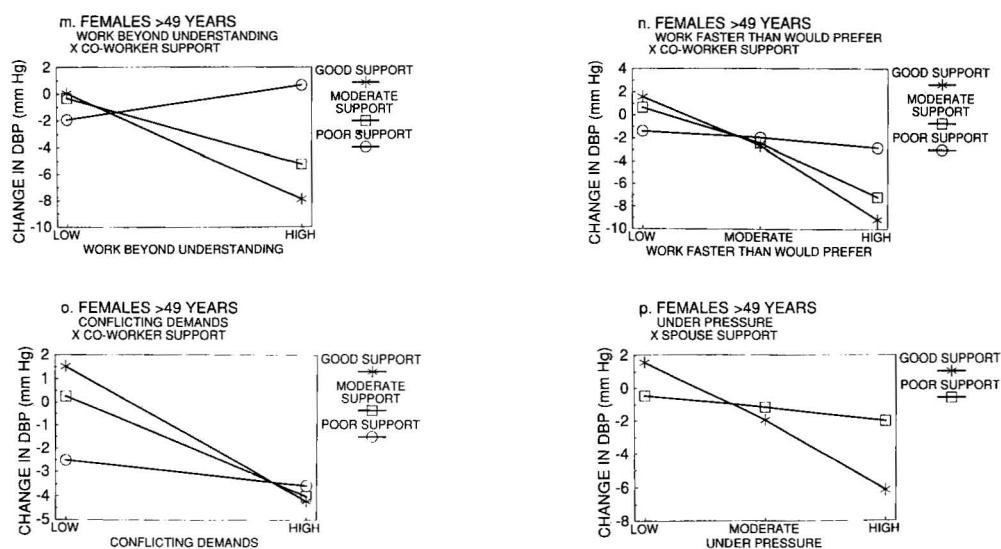 m. FEMALES >49 YEARS
WORK BEYOND UNDERSTANDING
X CO-WORKER SUPPORT
CHANGE IN DBP (mm Hg)
2
0
-2
-4
-6
-8
-10
LOW
HIGH
WORK BEYOND UNDERSTANDING
GOOD SUPPORT
MODERATE
SUPPORT
POOR SUPPORT
n. FEMALES >49 YEARS
WORK FASTER THAN WOULD PREFER
X CO-WORKER SUPPORT
CHANGE IN DBP (mm Hg)
4
2
0
-2
-4
-6
-8
-10
LOW
MODERATE
HIGH
WORK FASTER THAN WOULD PREFER
GOOD SUPPORT
MODERATE
SUPPORT
POOR SUPPORT
o. FEMALES >49 YEARS
CONFLICTING DEMANDS
X CO-WORKER SUPPORT
CHANGE IN DBP (mm Hg)
2
1
0
-1
-2
-3
-4
-5
LOW
HIGH
CONFLICTING DEMANDS
GOOD SUPPORT
MODERATE
SUPPORT
POOR SUPPORT
p. FEMALES >49 YEARS
UNDER PRESSURE
X SPOUSE SUPPORT
CHANGE IN DBP (mm Hg)
2
0
-2
-4
-6
-8
LOW
MODERATE
HIGH
UNDER PRESSURE
GOOD SUPPORT
POOR SUPPORT